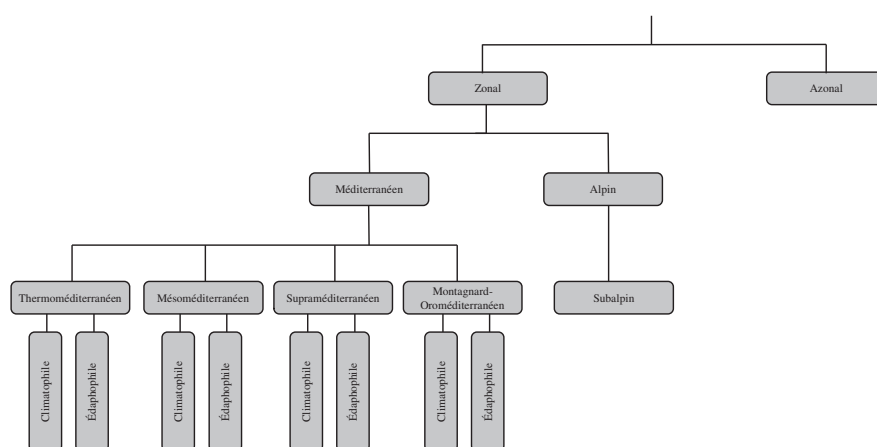 Zonal
Azonal
Méditerranéen
Alpin
Thermoméditerranéen
Mésoméditerranéen
Supraméditerranéen
Montagnard-
Oroméditerranéen
Subalpin
Climatophile
Édaphophile
Climatophile
Édaphophile
Climatophile
Édaphophile
Climatophile
Édaphophile